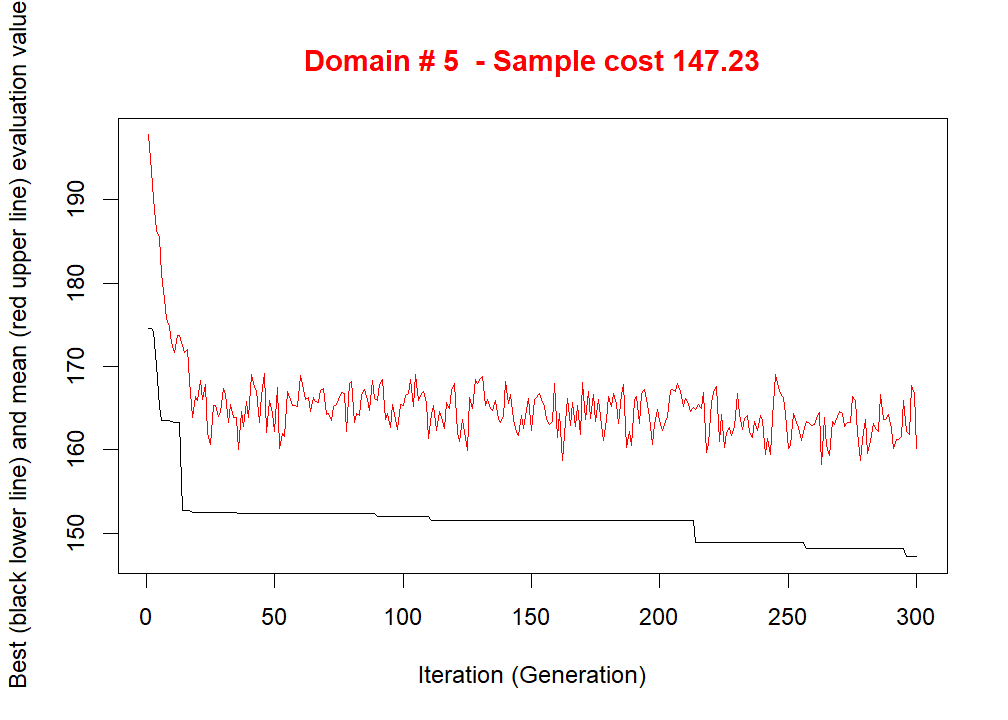 Domain # 5  - Sample cost 147.23
Best (black lower line) and mean (red upper line) evaluation value
190
180
170
160
150
0 50 100 150 200 250 300
Iteration (Generation)